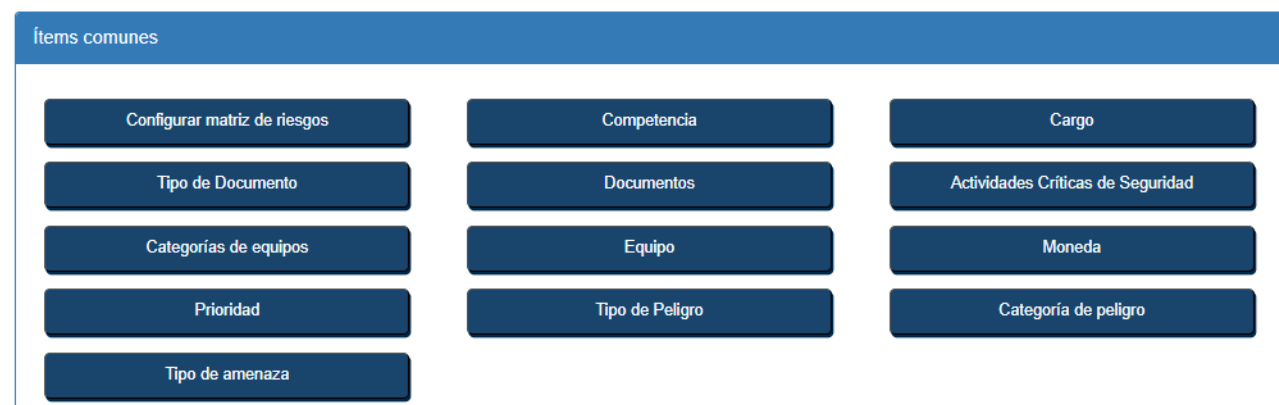 Ítems comunes
Configurar matriz de riesgos
Competencia
Cargo
Tipo de Documento
Documentos
Actividades Críticas de Seguridad
Categorías de equipos
Equipo
Moneda
Prioridad
Tipo de Peligro
Categoría de peligro
Tipo de amenaza